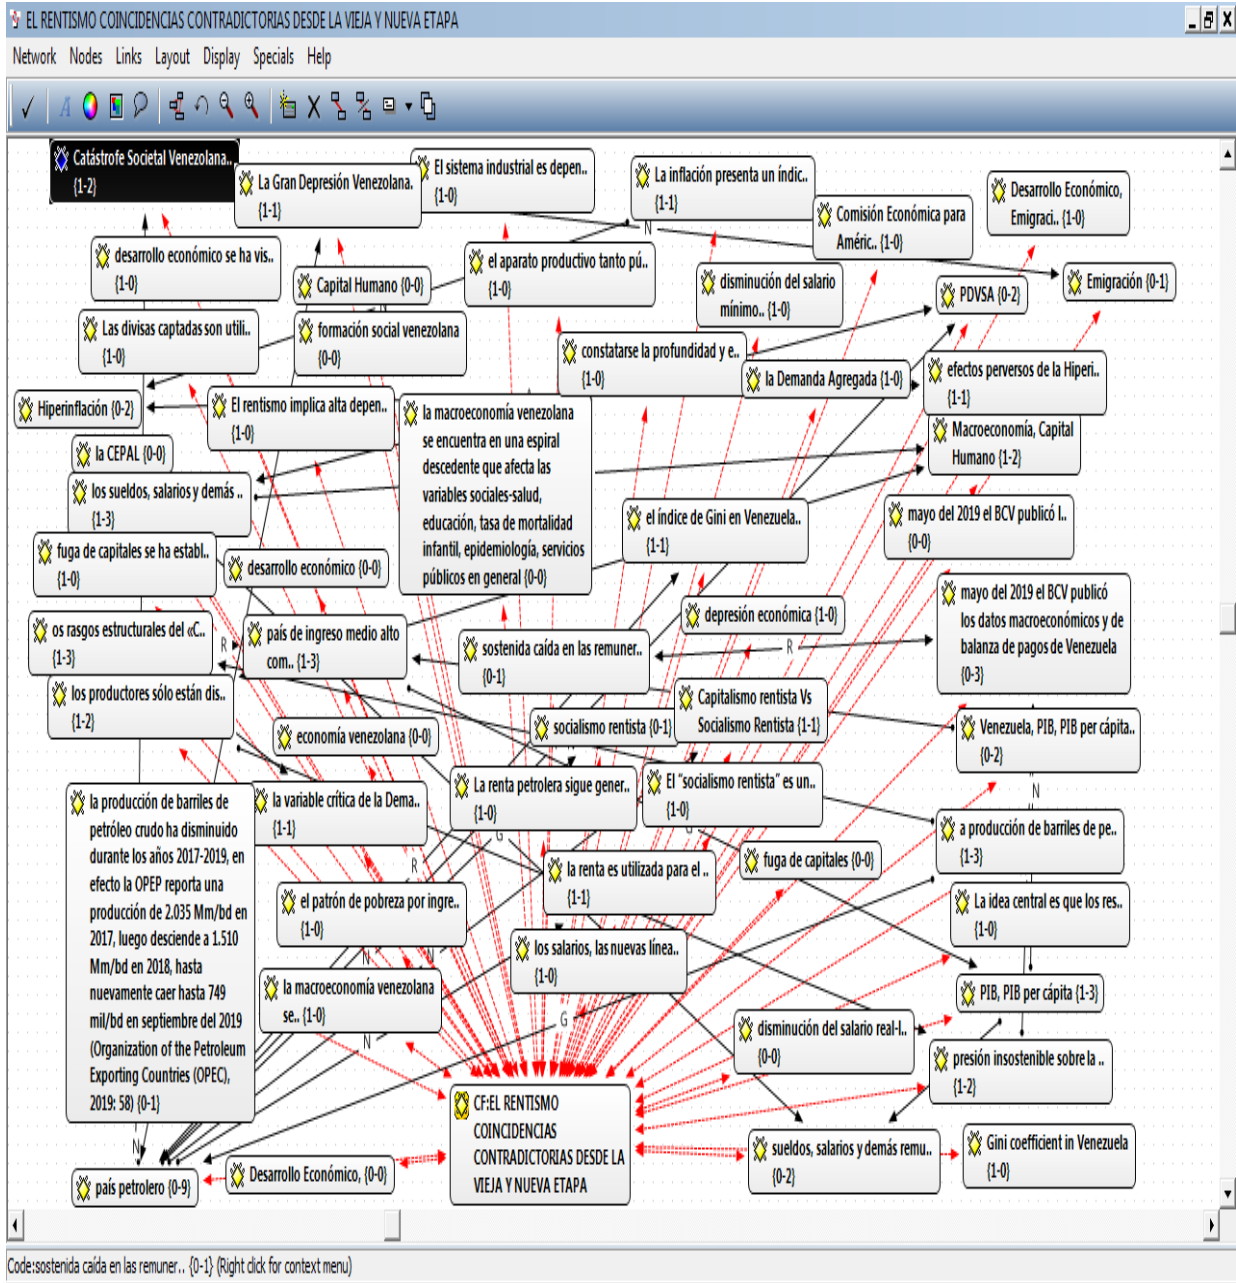 EL RENTISMO COINCIDENCIAS CONTRADICTORIAS DESDE LA VIEJA Y NUEVA ETAPA
Network Nodes Links Layout Display Specials Help
Catástrofe Societal Venezolana..
{1-2}
La Gran Depresión Venezolana.
{1-1}
El sistema industrial es depen..
{1-0}
La inflación presenta un índic..
{1-1}
Desarrollo Económico,
Emigraci.. {1-0}
Comisión Económica para
Améric.. {1-0}
N
desarrollo económico se ha vis..
{1-0}
Capital Humano {0-0}
el aparato productivo tanto pú..
{1-0}
disminución del salario
mínimo.. {1-0}
PDVSA {0-2}
Emigración {0-1}
Las divisas captadas son utili..
{1-0}
formación social venezolana
{0-0}
constatarse la profundidad y e..
{1-0}
la Demanda Agregada {1-0}
efectos perversos de la Hiperi..
{1-1}
Hiperinflación {0-2}
El rentismo implica alta depen..
{1-0}
la macroeconomía venezolana
se encuentra en una espiral
descedente que afecta las
variables sociales-salud,
educación, tasa de mortalidad
infantil, epidemiología, servicios
públicos en general {0-0}
Macroeconomía, Capital
Humano {1-2}
la CEPAL {0-0}
los sueldos, salarios y demás ..
{1-3}
el índice de Gini en Venezuela..
{1-1}
mayo del 2019 el BCV publicó l..
{0-0}
fuga de capitales se ha establ..
{1-0}
desarrollo económico {0-0}
mayo del 2019 el BCV publicó
los datos macroeconómicos y de
balanza de pagos de Venezuela
{0-3}
depresión económica {1-0}
os rasgos estructurales del «C..
{1-3}
R
país de ingreso medio alto
com.. {1-3}
sostenida caída en las remuner..
{0-1}
R
los productores sólo están dis..
{1-2}
Capitalismo rentista Vs
Socialismo Rentista {1-1}
socialismo rentista {0-1}
economía venezolana {0-0}
Venezuela, PIB, PIB per cápita..
{0-2}
La renta petrolera sigue gener..
{1-0}
El "socialismo rentista" es un..
{1-0}
N
la producción de barriles de
petróleo crudo ha disminuido
durante los años 2017-2019, en
efecto la OPEP reporta una
producción de 2.035 Mm/bd en
2017, luego desciende a 1.510
Mm/bd en 2018, hasta
nuevamente caer hasta 749
mil/bd en septiembre del 2019
(Organization of the Petroleum
Exporting Countries (OPEC),
2019; 58) {0-1}
la variable crítica de la Dema..
{1-1}
G
G
a producción de barriles de pe..
{1-3}
R
la renta es utilizada para el ..
{1-1}
fuga de capitales {0-0}
el patrón de pobreza por ingre..
{1-0}
La idea central es que los res..
{1-0}
los salarios, las nuevas línea..
{1-0}
N
N
la macroeconomía venezolana
se.. {1-0}
PIB, PIB per cápita {1-3}
G
N
disminución del salario real-l..
{0-0}
presión insostenible sobre la ..
{1-2}
CF:EL RENTISMO
COINCIDENCIAS
CONTRADICTORIAS DESDE LA
VIEJA Y NUEVA ETAPA
N
sueldos, salarios y demás remu..
{0-2}
Gini coefficient in Venezuela
{1-0}
Desarrollo Económico, {0-0}
país petrolero {0-9}
Code:sostenida caída en las remuner.. {0-1} (Right click for context menu)